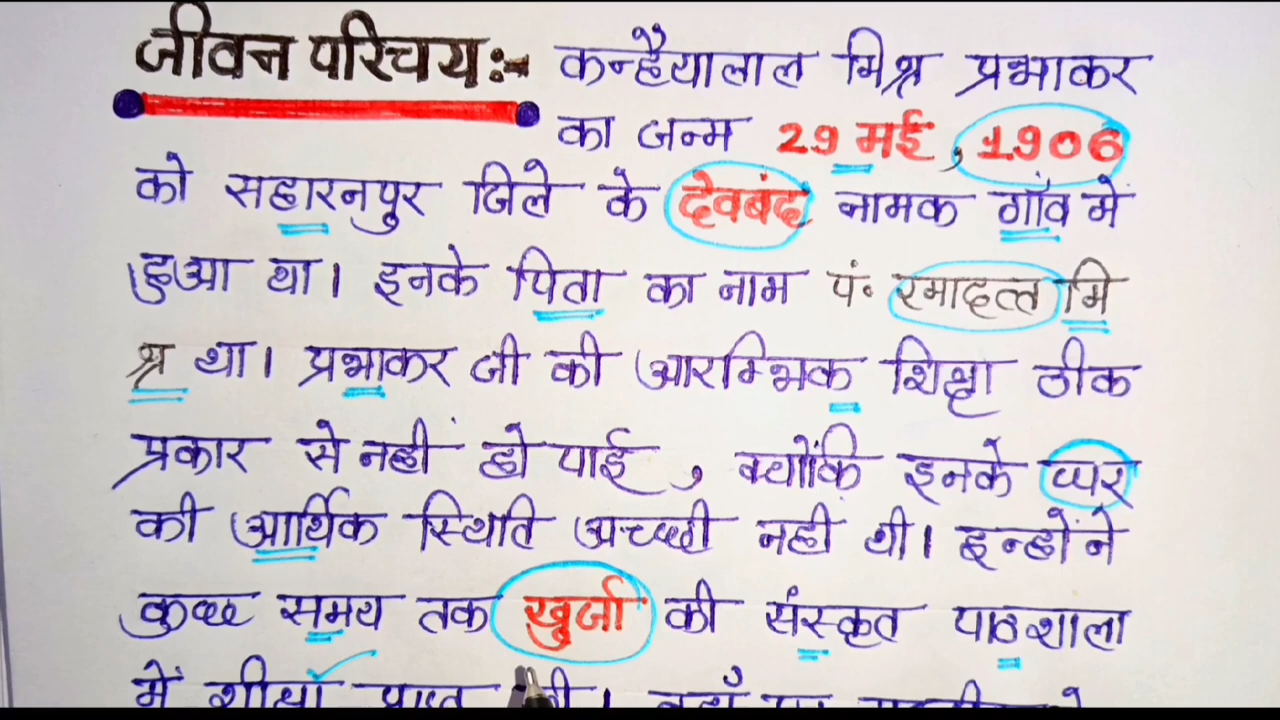 जीवन परिचय:- कन्हैयालाल मिश्र प्रभाकर
का जन्म 29 मई, 1906
को सहारनपुर जिले के देवबंद नामक गाँव में
हुआ था। इनके पिता का नाम पं. रमादत्त मि
श्र था। प्रभाकर जी की आरम्भिक शिक्षा ठीक
प्रकार से नहीं हो पाई, क्योंकि इनके घर
की आर्थिक स्थिति अच्छी नही थी। इन्होंने
कुछ समय तक खुर्जा की संस्कृत पाठशाला
में